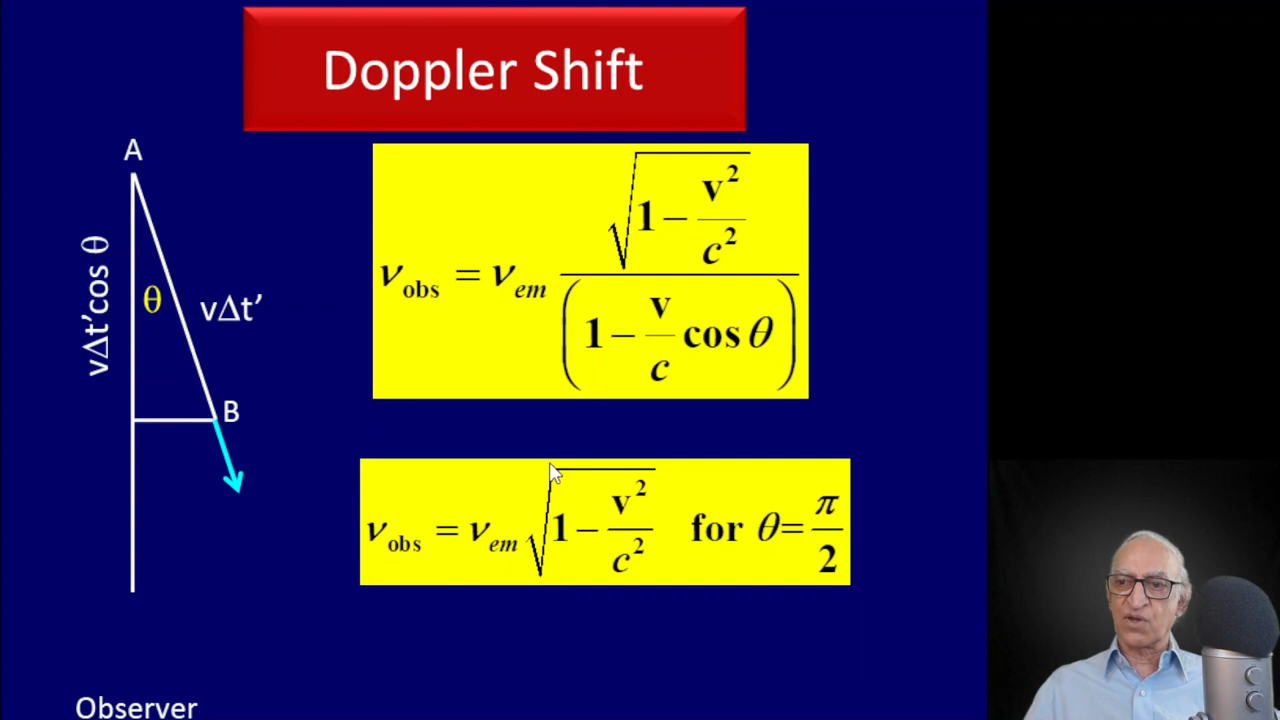 Doppler Shift
A
vΔt’cos θ
θ
vΔt’
B
ν_obs = ν_em √(1 − v²/c²) / (1 − v/c cos θ)
ν_obs = ν_em √(1 − v²/c²) for θ= π/2
Observer